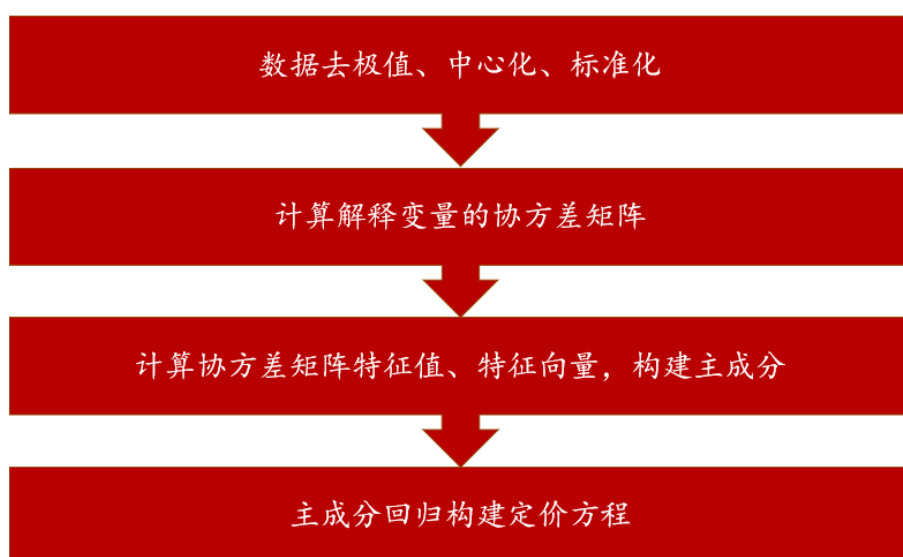 数据去极值、中心化、标准化
计算解释变量的协方差矩阵
计算协方差矩阵特征值、特征向量，构建主成分
主成分回归构建定价方程